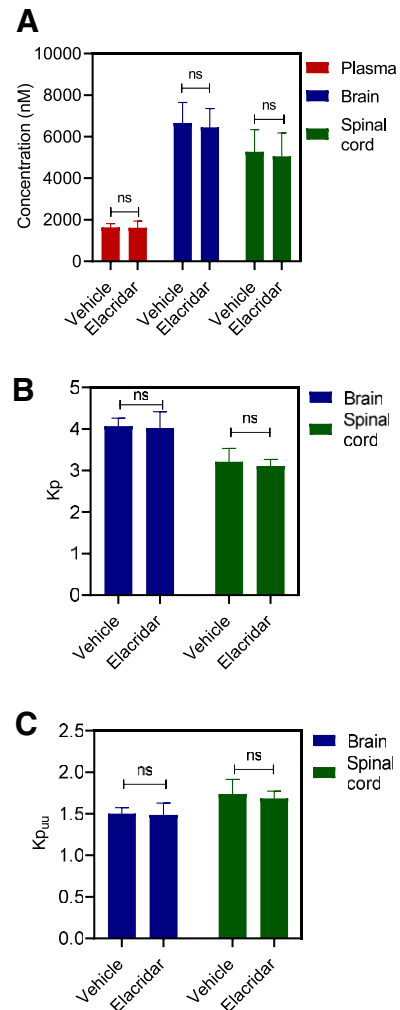 A
10000
8000
6000
4000
2000
0
Concentration (nM)
ns
ns
ns
Vehicle
Elacridar
Vehicle
Elacridar
Vehicle
Elacridar
Plasma
Brain
Spinal
cord
B
5
4
3
2
1
0
Kp
ns
ns
Vehicle
Elacridar
Vehicle
Elacridar
Brain
Spinal
cord
C
2.5
2.0
1.5
1.0
0.5
0.0
Kpuu
ns
ns
Vehicle
Elacridar
Vehicle
Elacridar
Brain
Spinal
cord